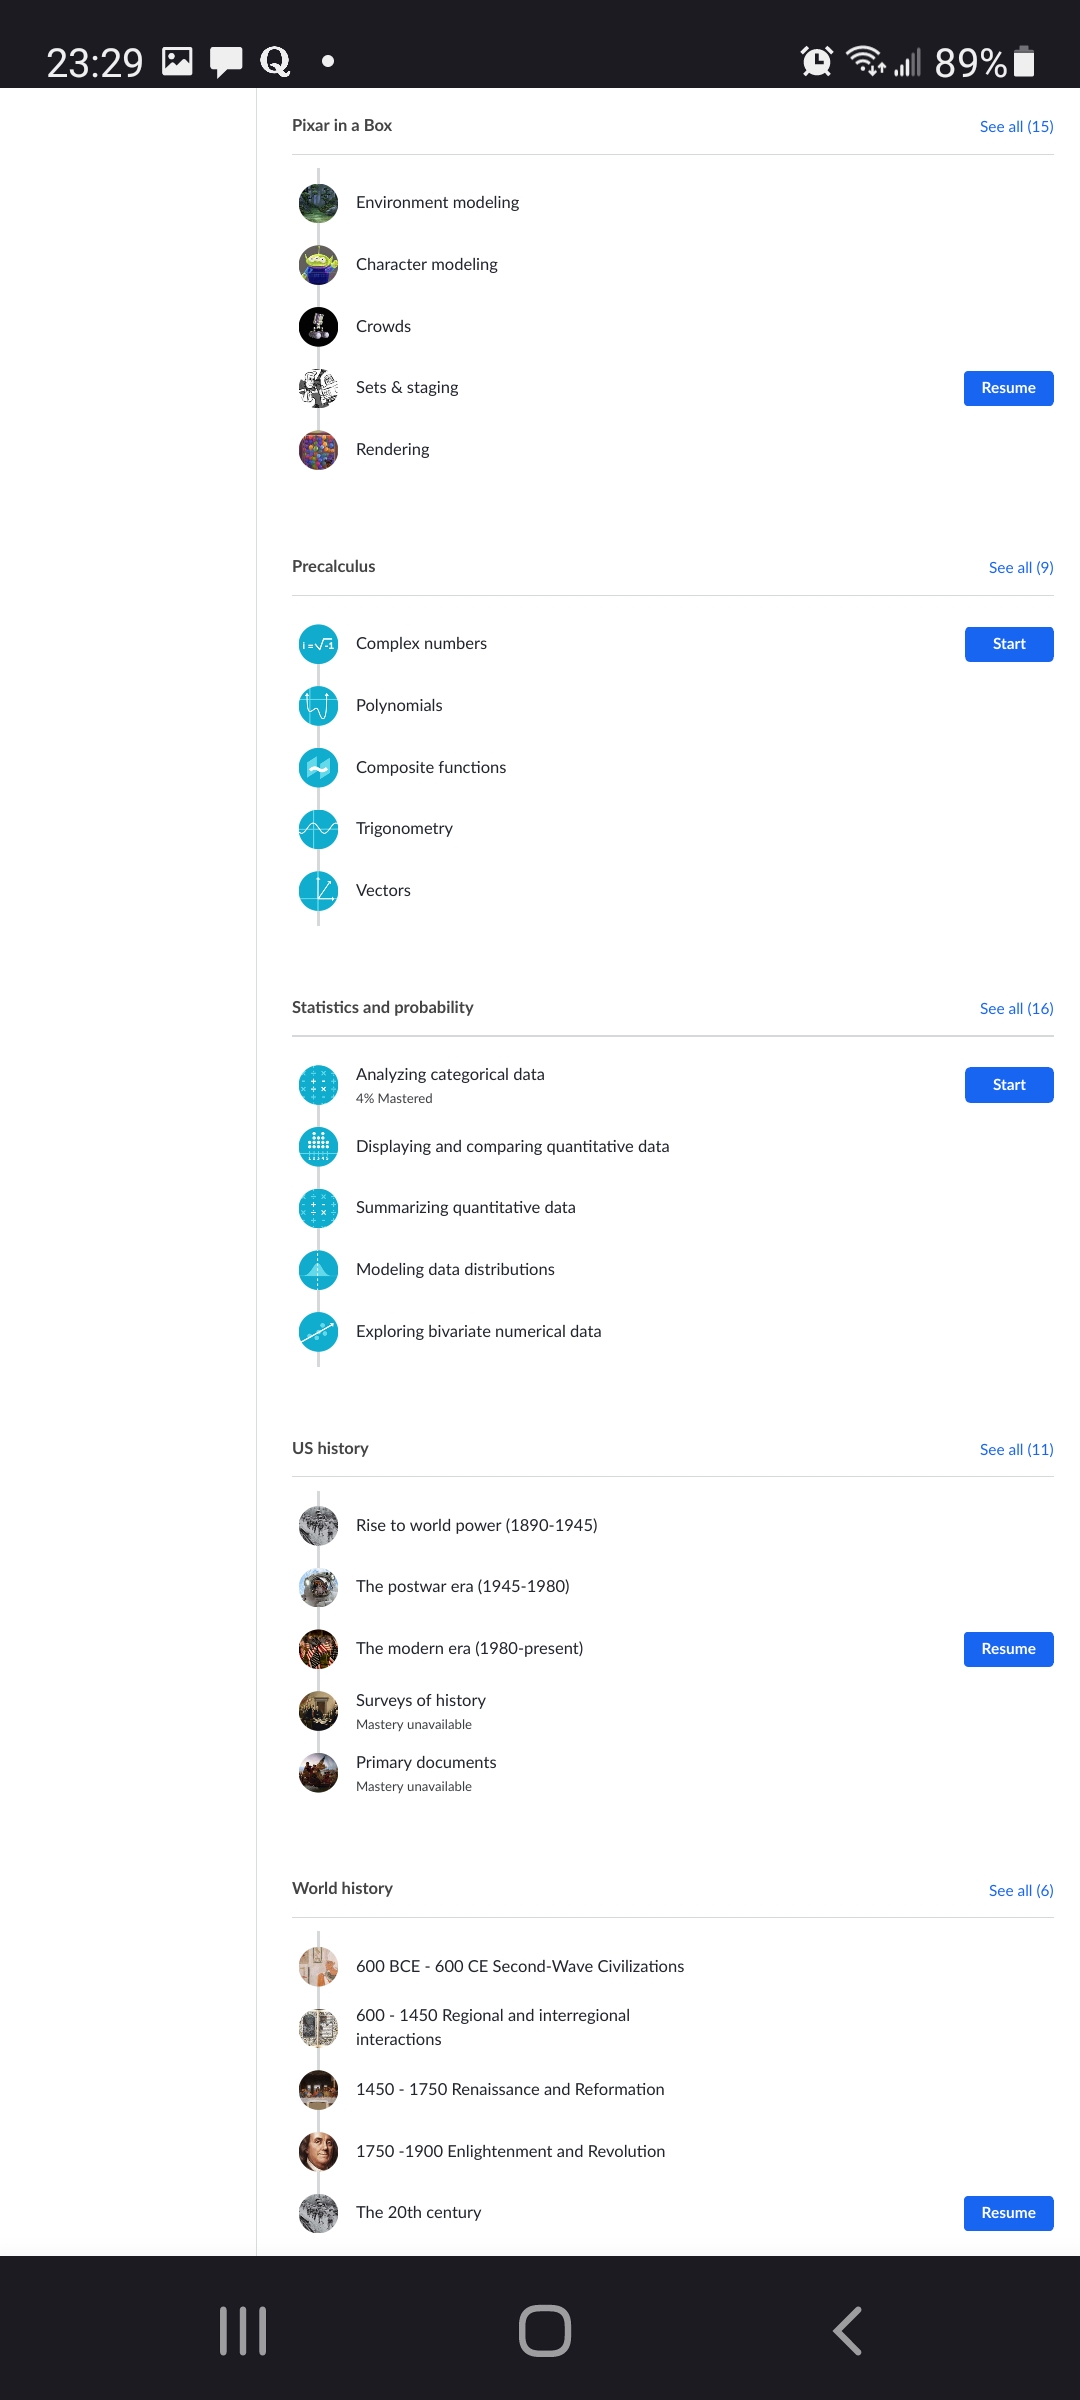 23:29
89%
Pixar in a Box
See all (15)
Environment modeling
Character modeling
Crowds
Sets & staging
Resume
Rendering
Precalculus
See all (9)
i=√-1
Complex numbers
Start
Polynomials
Composite functions
Trigonometry
Vectors
Statistics and probability
See all (16)
Analyzing categorical data
4% Mastered
Start
Displaying and comparing quantitative data
Summarizing quantitative data
Modeling data distributions
Exploring bivariate numerical data
US history
See all (11)
Rise to world power (1890-1945)
The postwar era (1945-1980)
The modern era (1980-present)
Resume
Surveys of history
Mastery unavailable
Primary documents
Mastery unavailable
World history
See all (6)
600 BCE - 600 CE Second-Wave Civilizations
600 - 1450 Regional and interregional
interactions
1450 - 1750 Renaissance and Reformation
1750 -1900 Enlightenment and Revolution
The 20th century
Resume